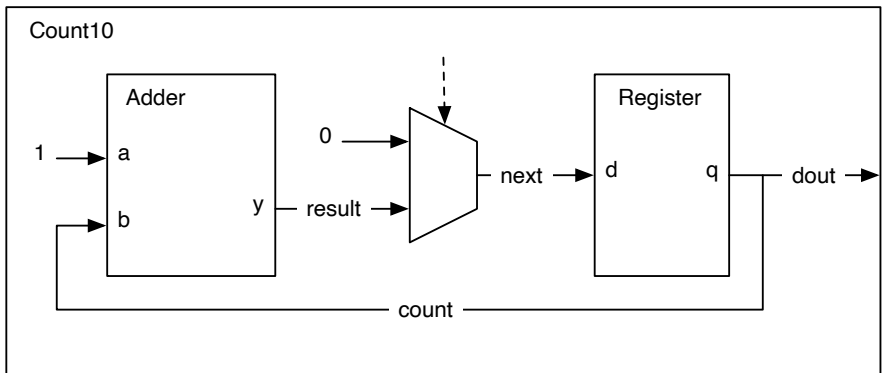 Count10
Adder
Register
0
1
a
next
d
q
dout
y
result
b
count